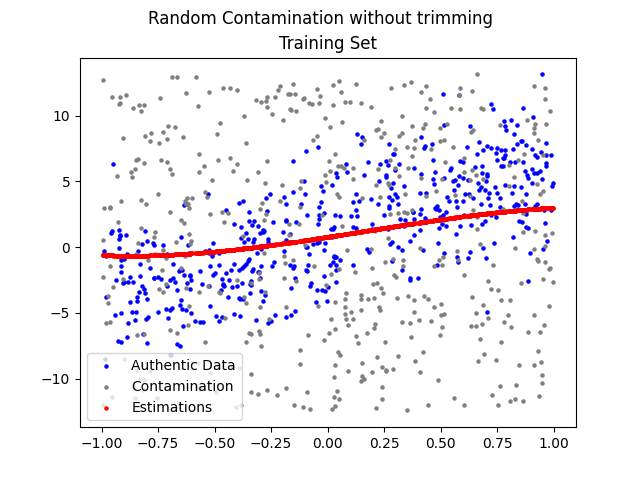 Random Contamination without trimming
Training Set
10
5
0
−5
−10
Authentic Data
Contamination
Estimations
−1.00 −0.75 −0.50 −0.25 0.00 0.25 0.50 0.75 1.00